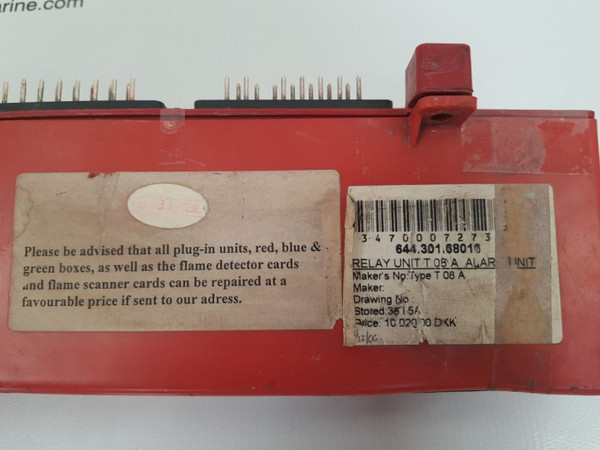 arine.com
Please be advised that all plug-in units, red, blue &
green boxes, as well as the flame detector cards
and flame scanner cards can be repaired at a
favourable price if sent to our adress.
3470007273
644.301.68016
RELAY UNIT T 08 A, ALARM UNIT
Maker's No:Type T 08 A
Maker:
Drawing No :
Stored:
Price: 10 020,00 DKK